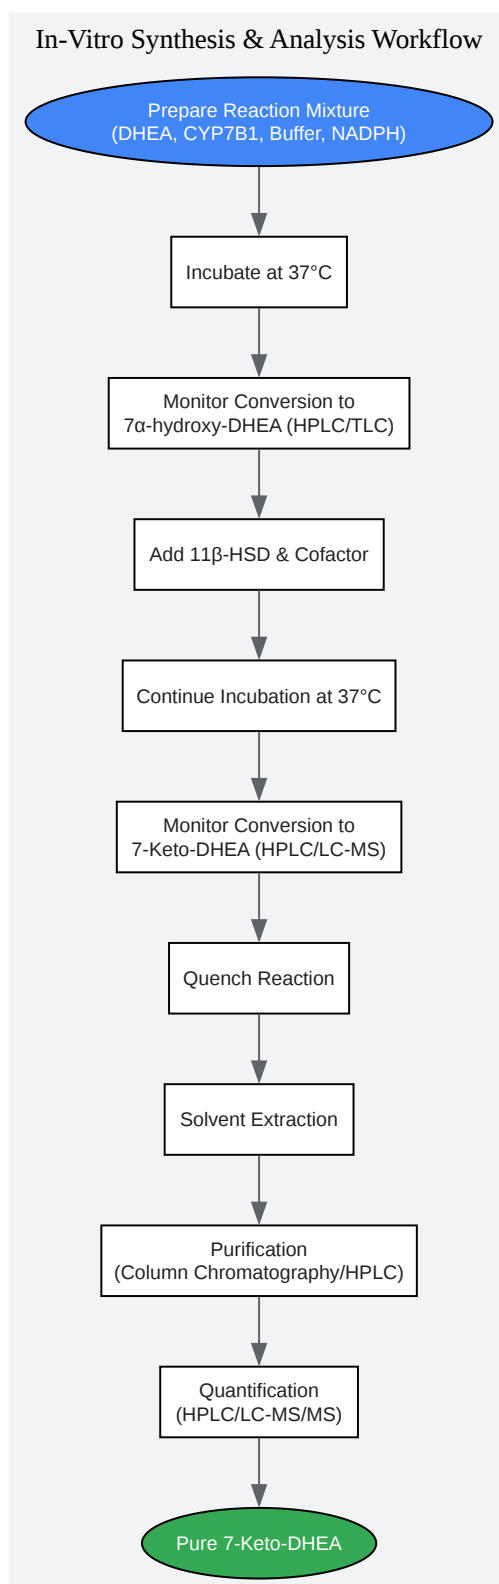 In-Vitro Synthesis & Analysis Workflow
Prepare Reaction Mixture
(DHEA, CYP7B1, Buffer, NADPH)
Incubate at 37°C
Monitor Conversion to
7α-hydroxy-DHEA (HPLC/TLC)
Add 11β-HSD & Cofactor
Continue Incubation at 37°C
Monitor Conversion to
7-Keto-DHEA (HPLC/LC-MS)
Quench Reaction
Solvent Extraction
Purification
(Column Chromatography/HPLC)
Quantification
(HPLC/LC-MS/MS)
Pure 7-Keto-DHEA